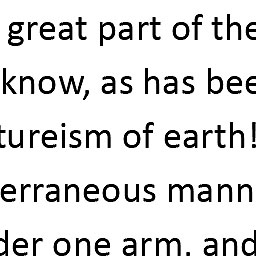 great part of the
know, as has bee
tureism of earth!
erraneous mann
der one arm. and